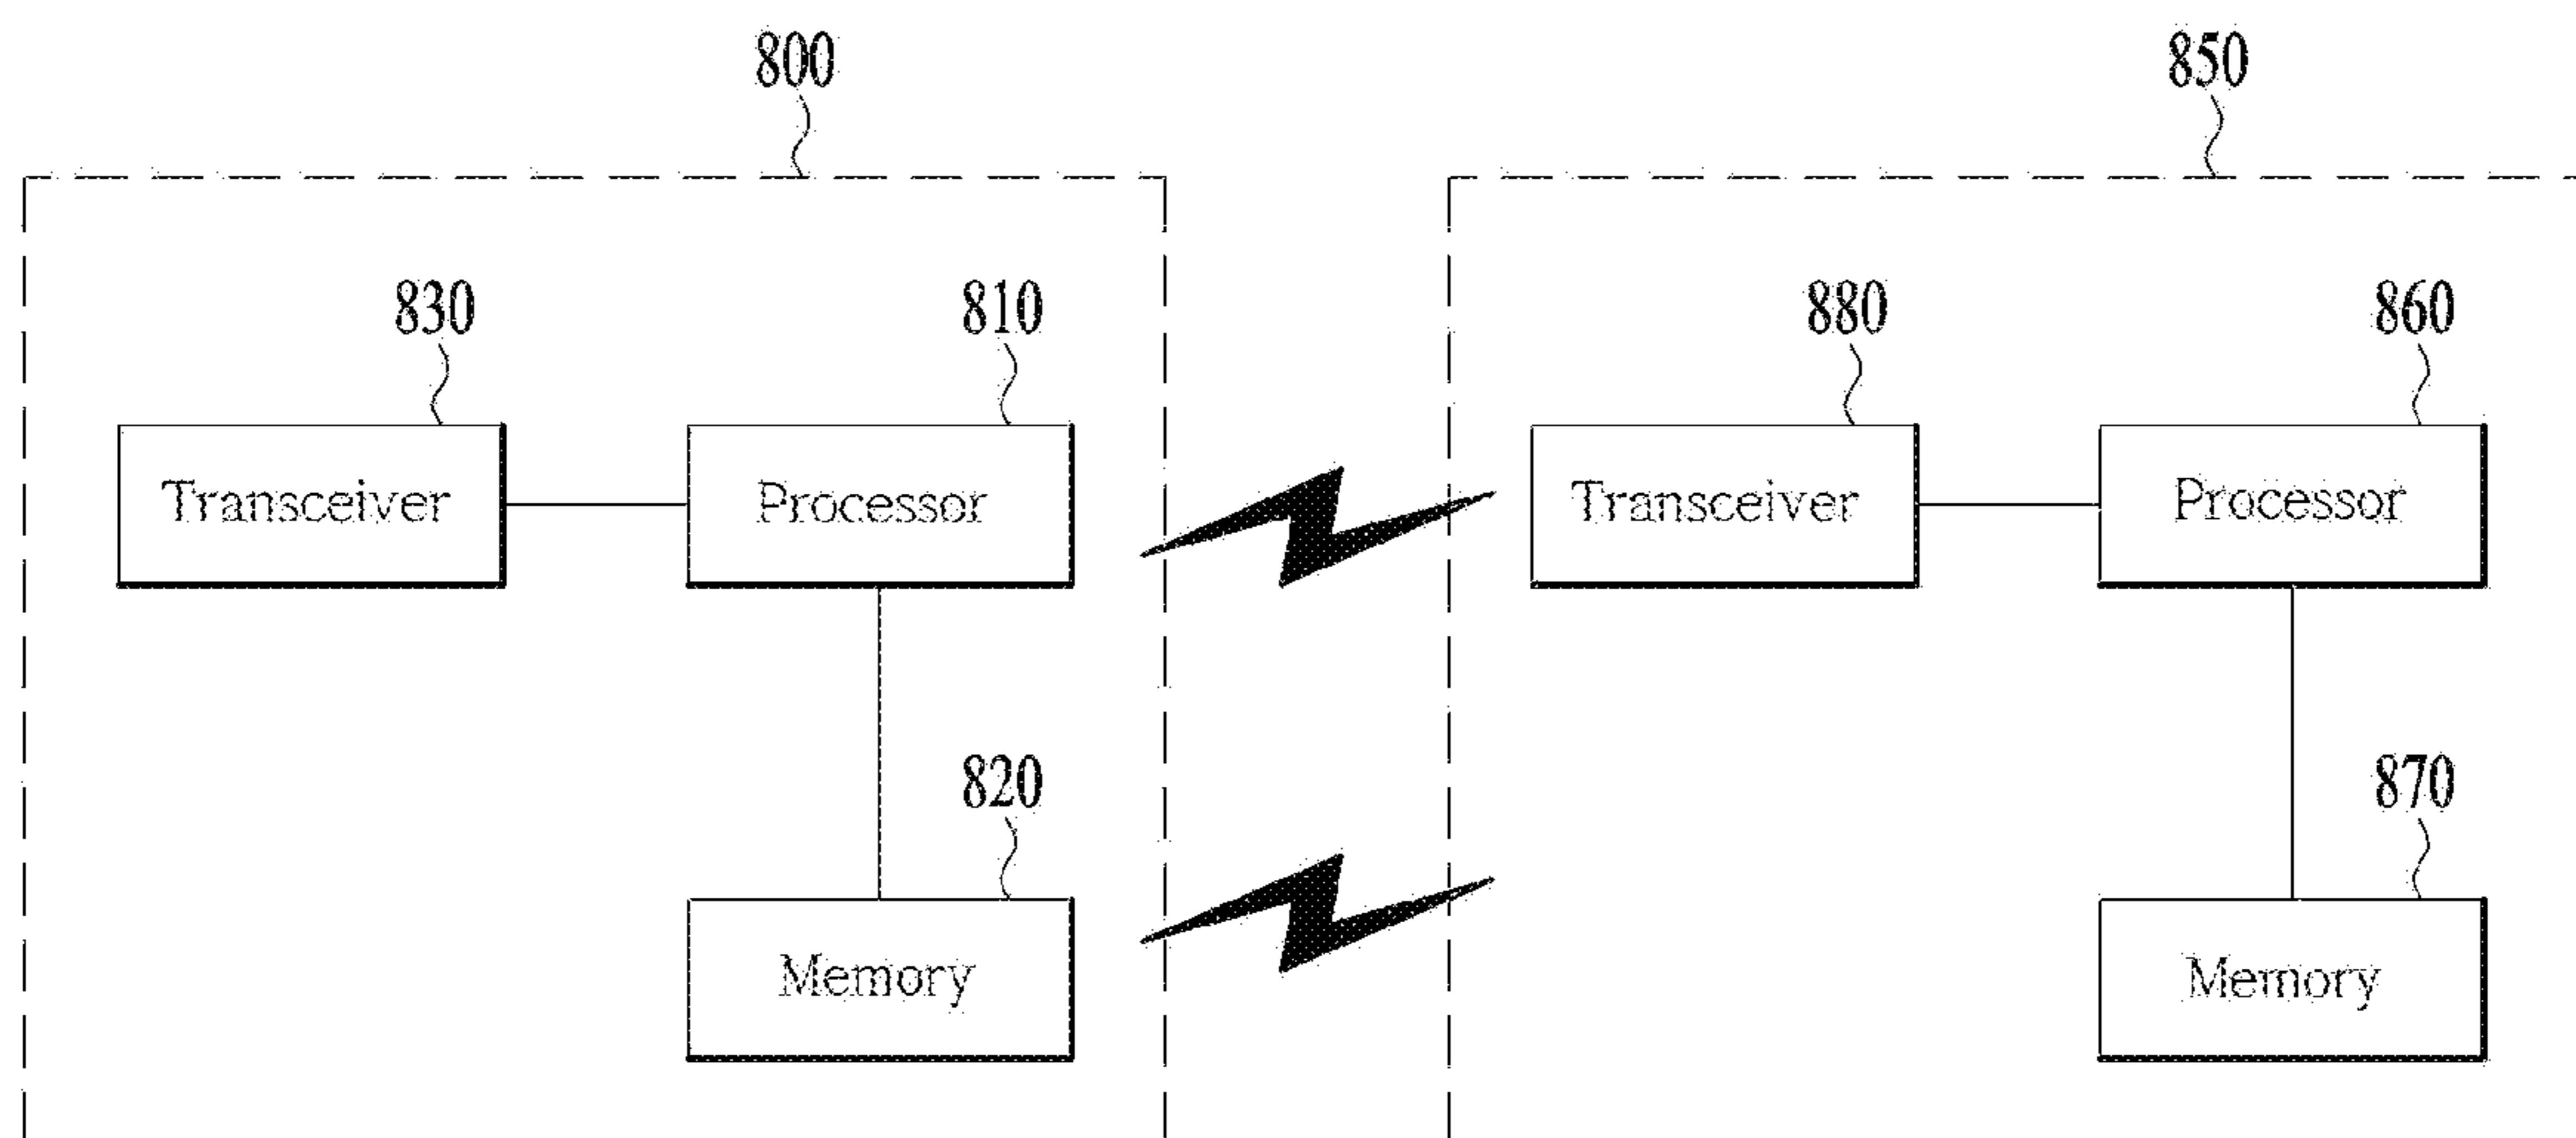 800 850
830 810 880 860
Transceiver Processor Transceiver Processor
820 870
Memory Memory